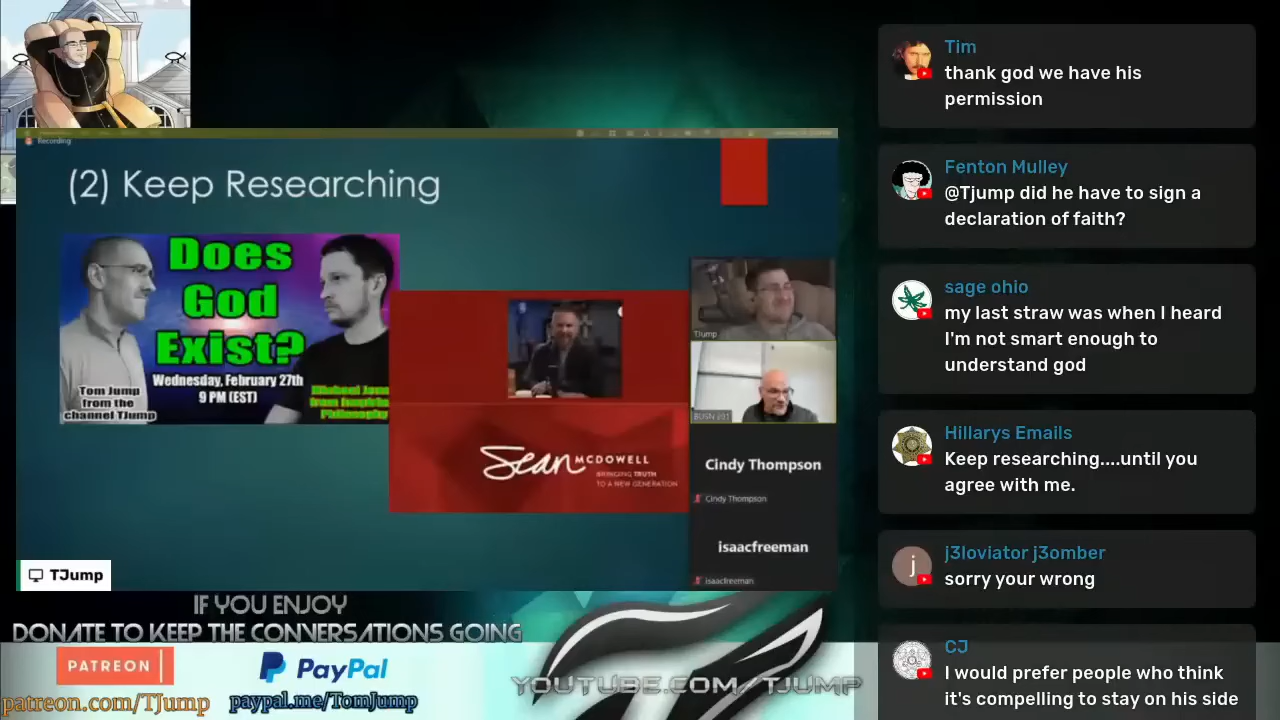 Recording
(2) Keep Researching
Does
God
Exist?
Wednesday, February 27th
9 PM (EST)
Tom Jump
from the
channel TJump
Sean MCDOWELL
BRINGING TRUTH
TO A NEW GENERATION
TJump
Cindy Thompson
Cindy Thompson
isaacfreeman
isaacfreeman
TJump
IF YOU ENJOY
DONATE TO KEEP THE CONVERSATIONS GOING
PATREON
PayPal
patreon.com/TJump
paypal.me/TomJump
YOUTUBE.COM/TJUMP
Tim
thank god we have his
permission
Fenton Mulley
@Tjump did he have to sign a
declaration of faith?
sage ohio
my last straw was when I heard
I'm not smart enough to
understand god
Hillarys Emails
Keep researching....until you
agree with me.
j
j3loviator j3omber
sorry your wrong
CJ
I would prefer people who think
it's compelling to stay on his side